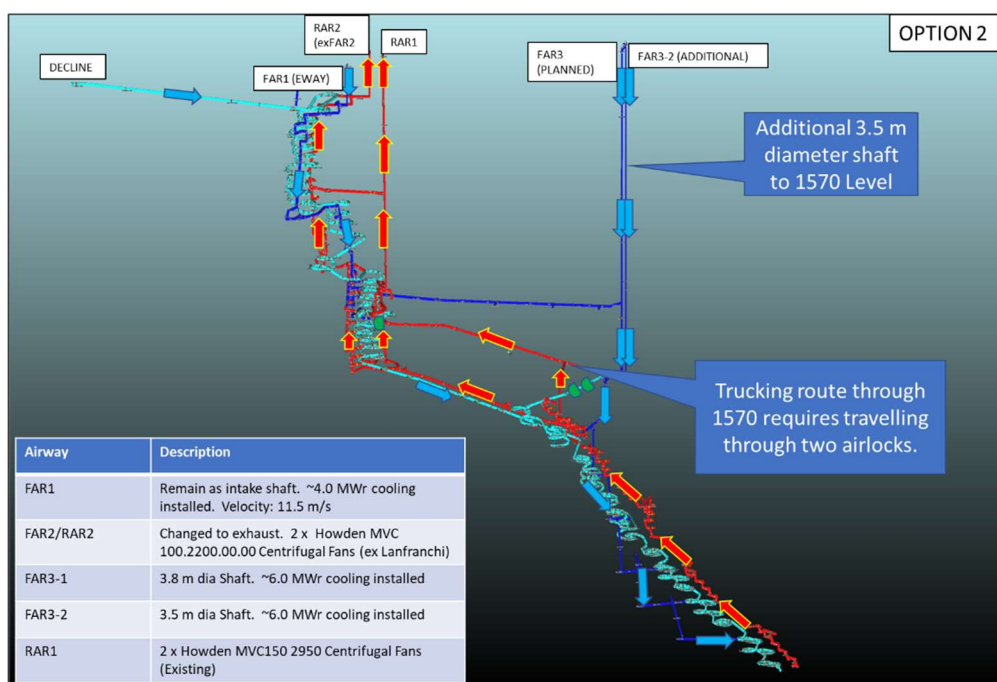 OPTION 2
RAR2
(exFAR2
RAR1
DECLINE
FAR1 (EWAY)
FAR3
(PLANNED)
FAR3-2 (ADDITIONAL)
Additional 3.5 m
diameter shaft
to 1570 Level
Trucking route through
1570 requires travelling
through two airlocks.
Airway Description
FAR1 Remain as intake shaft. ~4.0 MWr cooling
installed. Velocity: 11.5 m/s
FAR2/RAR2 Changed to exhaust. 2 x Howden MVC
100.2200.00.00 Centrifugal Fans (ex Lanfranchi)
FAR3-1 3.8 m dia Shaft. ~6.0 MWr cooling installed
FAR3-2 3.5 m dia Shaft. ~6.0 MWr cooling installed
RAR1 2 x Howden MVC150 2950 Centrifugal Fans
(Existing)